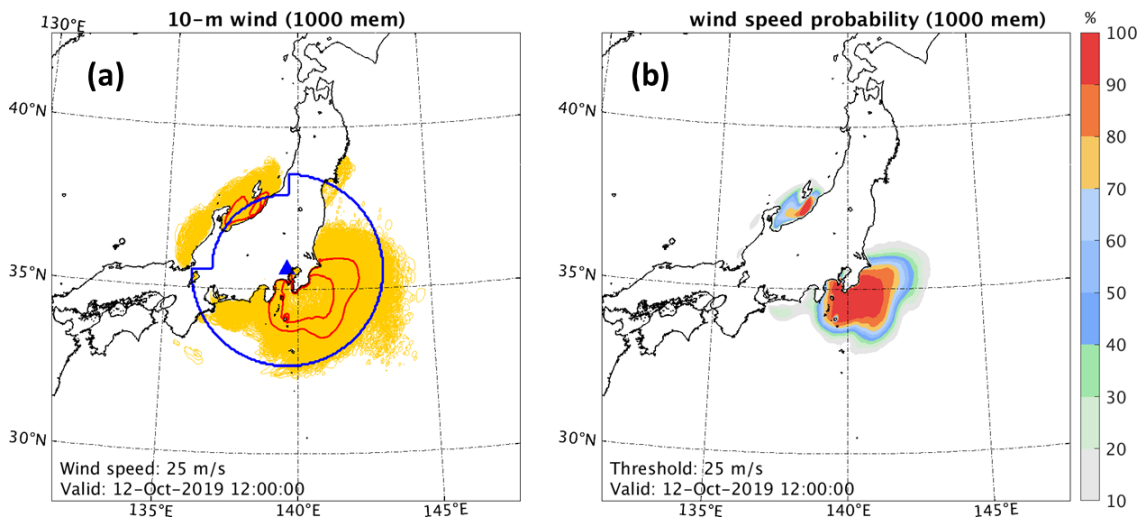 10-m wind (1000 mem)
130°E
(a)
40°N
35°N
30°N
Wind speed: 25 m/s
Valid: 12-Oct-2019 12:00:00
135°E
140°E
145°E
wind speed probability (1000 mem)
%
(b)
40°N
35°N
30°N
Threshold: 25 m/s
Valid: 12-Oct-2019 12:00:00
135°E
140°E
145°E
100
90
80
70
60
50
40
30
20
10